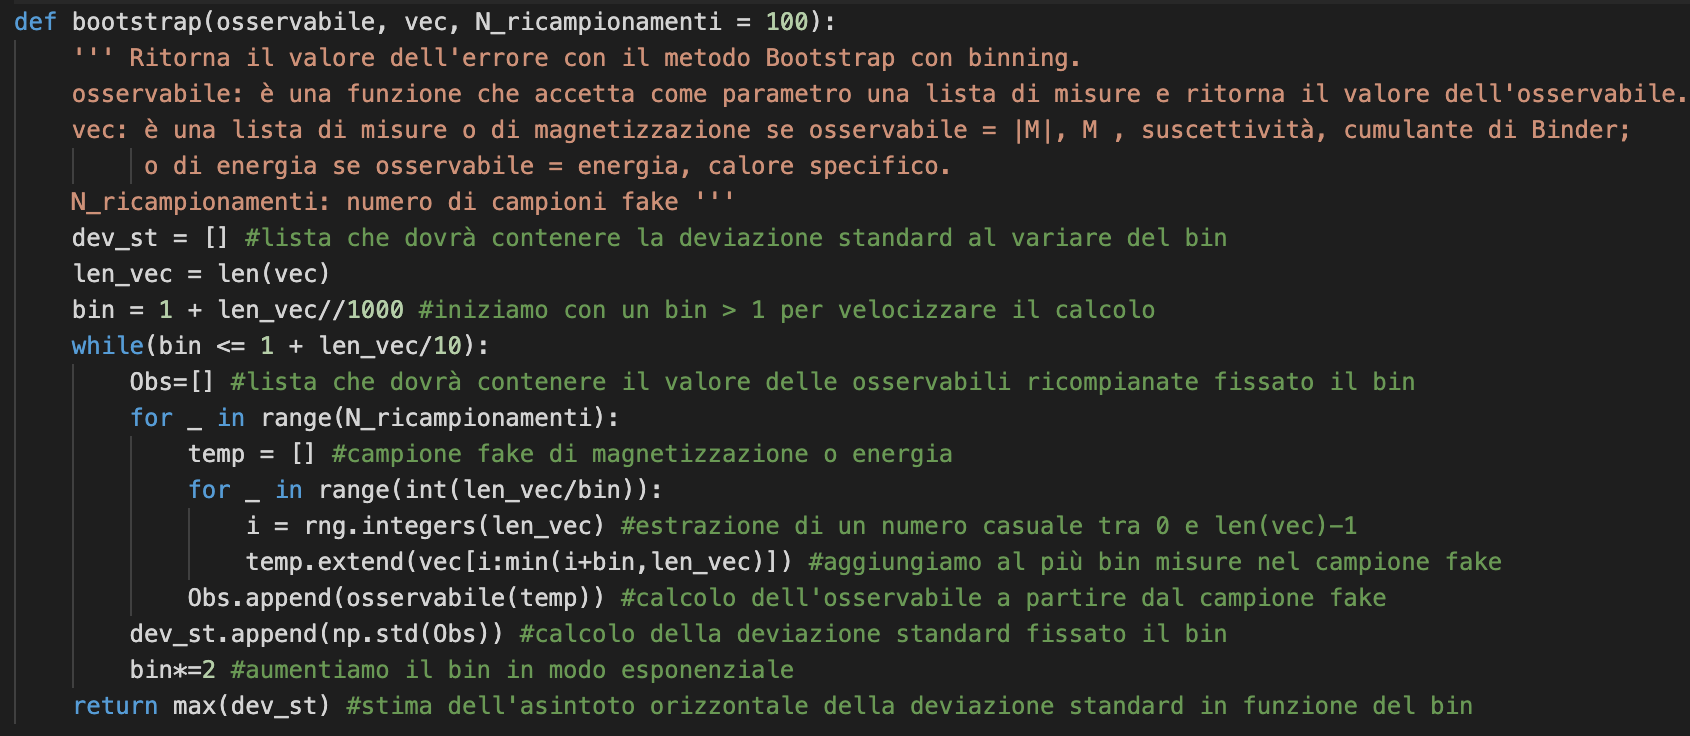 def bootstrap(osservabile, vec, N_ricampionamenti = 100):
''' Ritorna il valore dell'errore con il metodo Bootstrap con binning.
osservabile: è una funzione che accetta come parametro una lista di misure e ritorna il valore dell'osservabile.
vec: è una lista di misure o di magnetizzazione se osservabile = |M|, M , suscettività, cumulante di Binder;
o di energia se osservabile = energia, calore specifico.
N_ricampionamenti: numero di campioni fake '''
dev_st = [] #lista che dovrà contenere la deviazione standard al variare del bin
len_vec = len(vec)
bin = 1 + len_vec//1000 #iniziamo con un bin > 1 per velocizzare il calcolo
while(bin <= 1 + len_vec/10):
Obs=[] #lista che dovrà contenere il valore delle osservabili ricompianate fissato il bin
for _ in range(N_ricampionamenti):
temp = [] #campione fake di magnetizzazione o energia
for _ in range(int(len_vec/bin)):
i = rng.integers(len_vec) #estrazione di un numero casuale tra 0 e len(vec)-1
temp.extend(vec[i:min(i+bin,len_vec)]) #aggiungiamo al più bin misure nel campione fake
Obs.append(osservabile(temp)) #calcolo dell'osservabile a partire dal campione fake
dev_st.append(np.std(Obs)) #calcolo della deviazione standard fissato il bin
bin*=2 #aumentiamo il bin in modo esponenziale
return max(dev_st) #stima dell'asintoto orizzontale della deviazione standard in funzione del bin